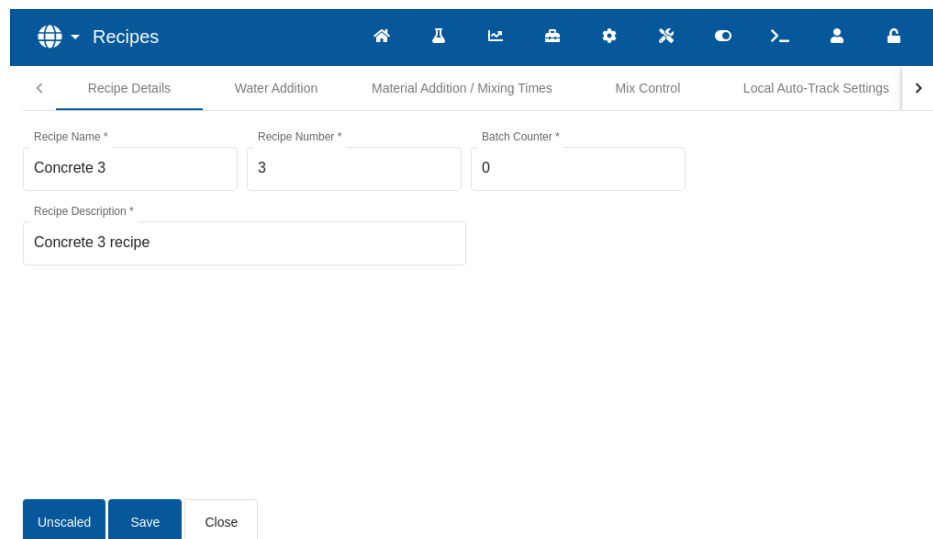 Recipes
Recipe Details Water Addition Material Addition / Mixing Times Mix Control Local Auto-Track Settings
Recipe Name * Recipe Number * Batch Counter *
Concrete 3 3 0
Recipe Description *
Concrete 3 recipe
Unscaled Save Close